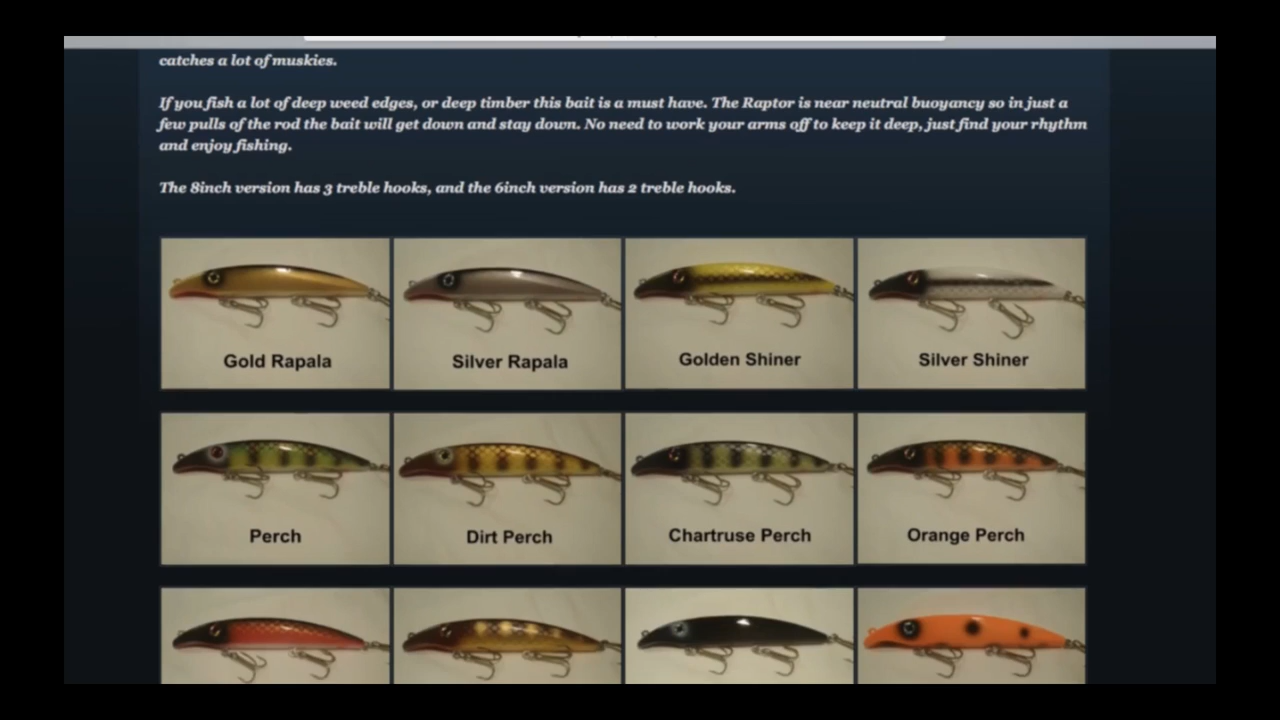 catches a lot of muskies.
If you fish a lot of deep weed edges, or deep timber this bait is a must have. The Raptor is near neutral buoyancy so in just a
few pulls of the rod the bait will get down and stay down. No need to work your arms off to keep it deep, just find your rhythm
and enjoy fishing.
The 8inch version has 3 treble hooks, and the 6inch version has 2 treble hooks.
Gold Rapala
Silver Rapala
Golden Shiner
Silver Shiner
Perch
Dirt Perch
Chartruse Perch
Orange Perch